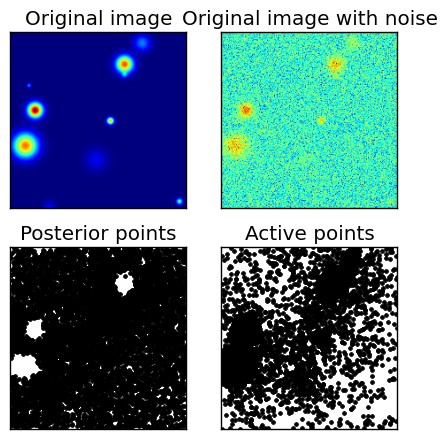 Original image
Original image with noise
Posterior points
Active points